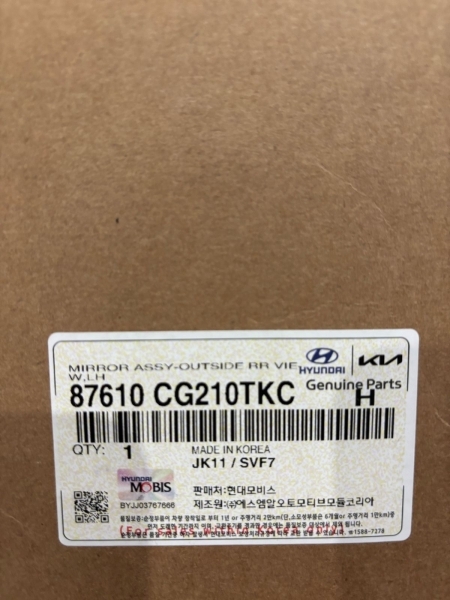 MIRROR ASSY-OUTSIDE RR VIE
W,LH
HYUNDAI
KIA
Genuine Parts
87610 CG210TKC
H
QTY: 1
MADE IN KOREA
JK11 / SVF7
HYUNDAI
MOBIS
BYJJ03767666
판매처:현대모비스
제조원:㈜에스엠알오토모티브모듈코리아